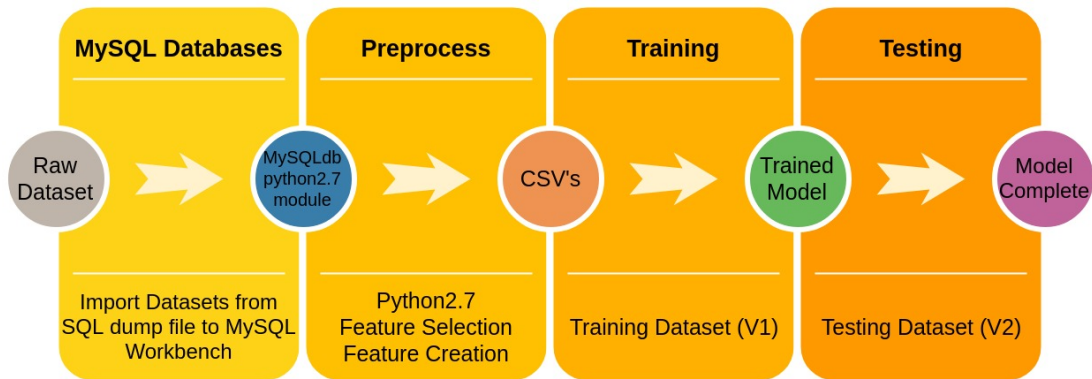 MySQL Databases
Preprocess
Training
Testing
Raw
Dataset
MySQLdb
python2.7
module
CSV's
Trained
Model
Model
Complete
Import Datasets from
SQL dump file to MySQL
Workbench
Python2.7
Feature Selection
Feature Creation
Training Dataset (V1)
Testing Dataset (V2)